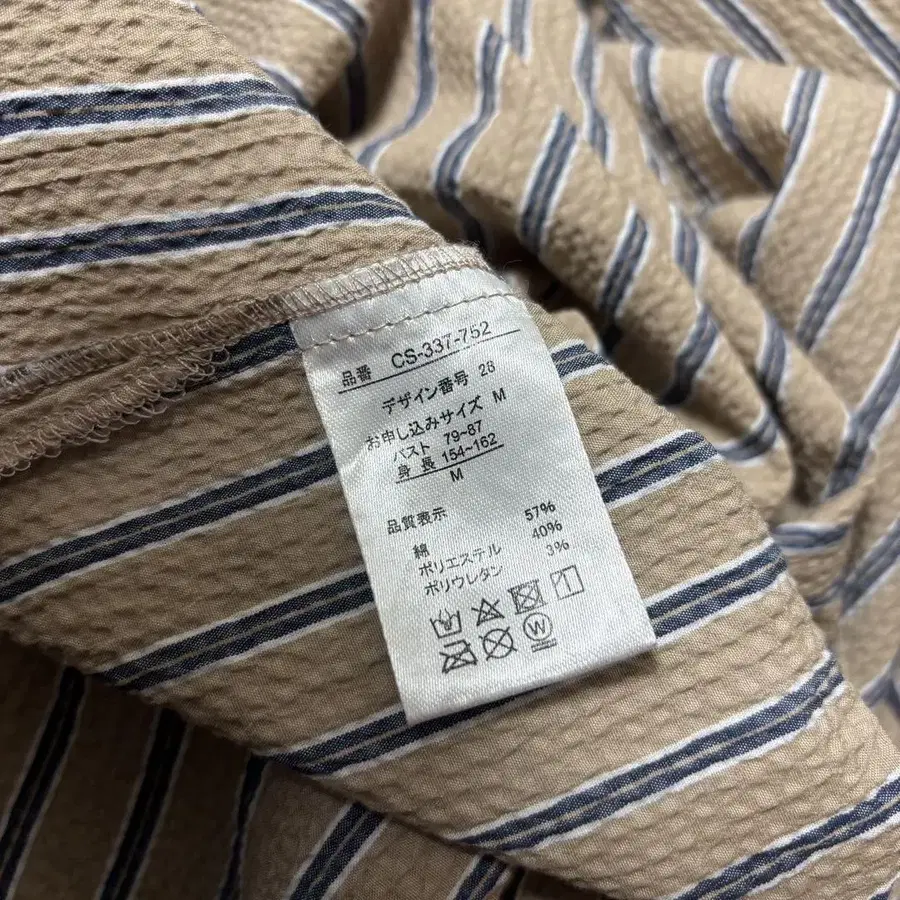 品番 CS-337-752
デザイン番号 28
お申し込みサイズ M
バスト 79~87
身長 154~162
M
品質表示
綿 57%
ポリエステル 40%
ポリウレタン 3%
W